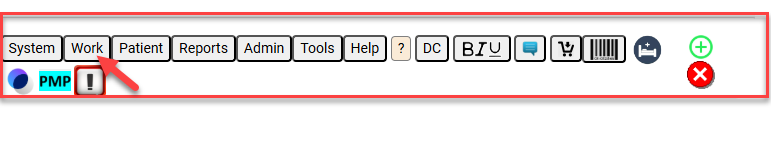 System Work Patient Reports Admin Tools Help ? DC BIU
PMP !